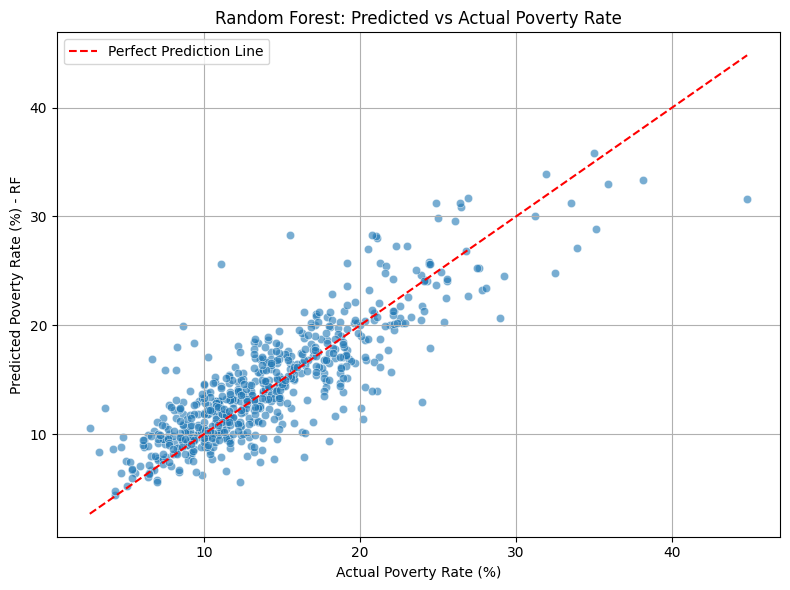 Random Forest: Predicted vs Actual Poverty Rate
Perfect Prediction Line
Predicted Poverty Rate (%) - RF
40
30
20
10
10 20 30 40
Actual Poverty Rate (%)